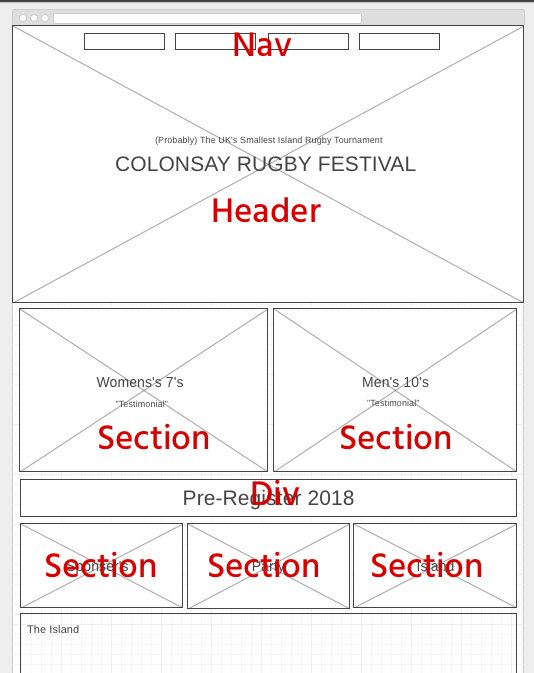 Nav
(Probably) The UK's Smallest Island Rugby Tournament
COLONSAY RUGBY FESTIVAL
Header
Womens's 7's
"Testimonial"
Section
Men's 10's
"Testimonial"
Section
Div
Pre-Register 2018
Section
Sponser's
Section
Party
Section
Island
The Island